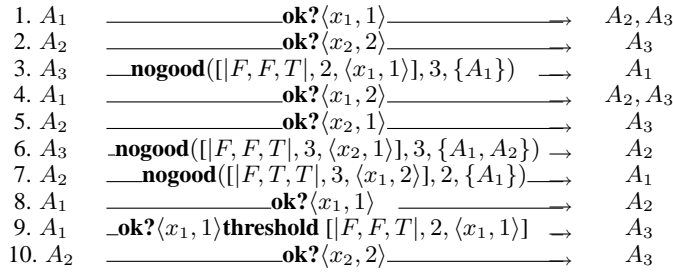 1. A₁ ok?⟨x₁, 1⟩ → A₂, A₃
2. A₂ ok?⟨x₂, 2⟩ → A₃
3. A₃ nogood([|F, F, T|, 2, ⟨x₁, 1⟩], 3, {A₁}) → A₁
4. A₁ ok?⟨x₁, 2⟩ → A₂, A₃
5. A₂ ok?⟨x₂, 1⟩ → A₃
6. A₃ nogood([|F, F, T|, 3, ⟨x₂, 1⟩], 3, {A₁, A₂}) → A₂
7. A₂ nogood([|F, T, T|, 3, ⟨x₁, 2⟩], 2, {A₁}) → A₁
8. A₁ ok?⟨x₁, 1⟩ → A₂
9. A₁ ok?⟨x₁, 1⟩threshold [|F, F, T|, 2, ⟨x₁, 1⟩] → A₃
10. A₂ ok?⟨x₂, 2⟩ → A₃